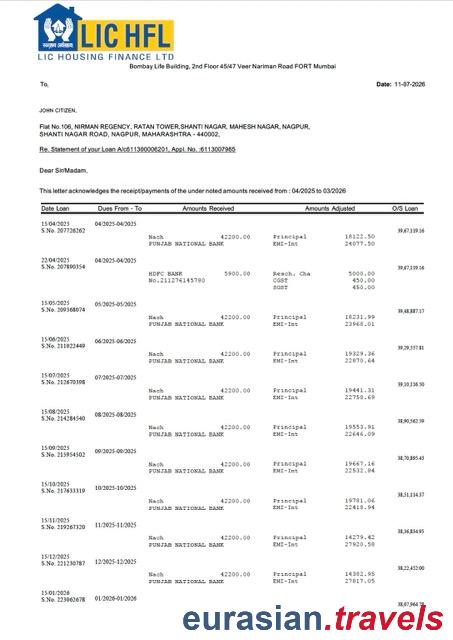 LIC HFL
LIC HOUSING FINANCE LTD
Bombay Life Building, 2nd Floor 45/47 Veer Nariman Road FORT Mumbai
To, Date: 11-07-2026
JOHN CITIZEN,
Flat No.106, NIRMAN REGENCY, RATAN TOWER,SHANTI NAGAR, MAHESH NAGAR, NAGPUR,
SHANTI NAGAR ROAD, NAGPUR, MAHARASHTRA - 440002,
Re. Statement of your Loan A/c611300006201, Appl. No. :6113007985
Dear Sir/Madam,
This letter acknowledges the receipt/payments of the under noted amounts received from : 04/2025 to 03/2026
Date Loan Dues From - To Amounts Received Amounts Adjusted O/S Loan
15/04/2025 04/2025-04/2025
S.No. 207726262 39,67,119.16
Nach 42200.00 Principal 18122.50
PUNJAB NATIONAL BANK EMI-Int 24077.50
22/04/2025 04/2025-04/2025
S.No. 207890354 39,67,119.16
HDFC BANK 5900.00 Resch. Cha 5000.00
No.211276145790 CGST 450.00
SGST 450.00
15/05/2025 05/2025-05/2025
S.No. 209568074 39,48,887.17
Nach 42200.00 Principal 18231.99
PUNJAB NATIONAL BANK EMI-Int 23968.01
15/06/2025 06/2025-06/2025
S.No. 211022449 39,29,557.81
Nach 42200.00 Principal 19329.36
PUNJAB NATIONAL BANK EMI-Int 22870.64
15/07/2025 07/2025-07/2025
S.No. 212670398 39,10,116.50
Nach 42200.00 Principal 19441.31
PUNJAB NATIONAL BANK EMI-Int 22758.69
15/08/2025 08/2025-08/2025
S.No. 214284540 38,90,562.59
Nach 42200.00 Principal 19553.91
PUNJAB NATIONAL BANK EMI-Int 22646.09
15/09/2025 09/2025-09/2025
S.No. 215954502 38,70,895.43
Nach 42200.00 Principal 19667.16
PUNJAB NATIONAL BANK EMI-Int 22532.84
15/10/2025 10/2025-10/2025
S.No. 217633319 38,51,114.37
Nach 42200.00 Principal 19781.06
PUNJAB NATIONAL BANK EMI-Int 22418.94
15/11/2025 11/2025-11/2025
S.No. 219267320 38,36,834.95
Nach 42200.00 Principal 14279.42
PUNJAB NATIONAL BANK EMI-Int 27920.58
15/12/2025 12/2025-12/2025
S.No. 221230787 38,22,452.00
Nach 42200.00 Principal 14382.95
PUNJAB NATIONAL BANK EMI-Int 27817.05
15/01/2026 01/2026-01/2026
S.No. 223062678
eurasian.travels